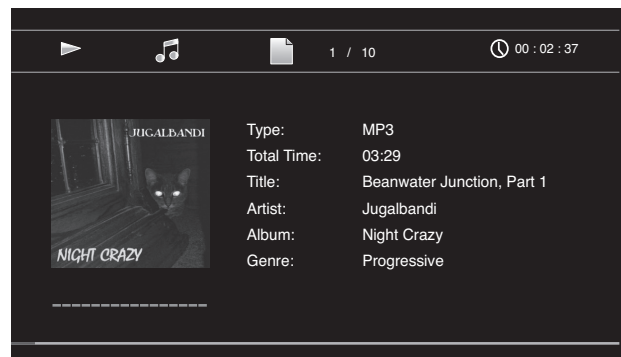 1 / 10
00 : 02 : 37
JUGALBANDI
NIGHT CRAZY
Type: MP3
Total Time: 03:29
Title: Beanwater Junction, Part 1
Artist: Jugalbandi
Album: Night Crazy
Genre: Progressive